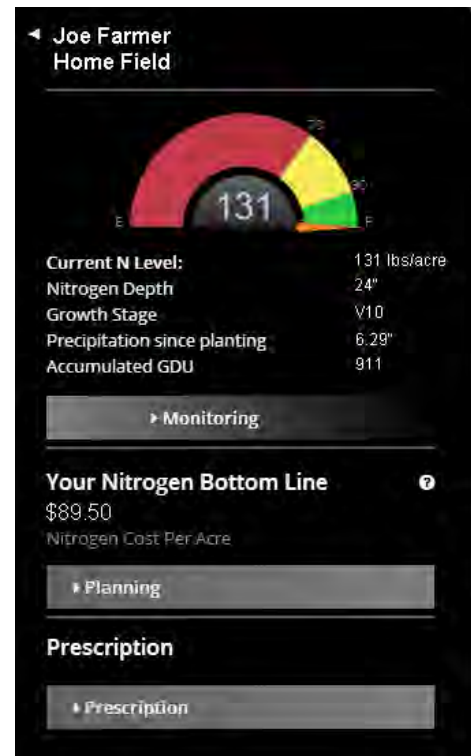 Joe Farmer
Home Field
70
90
131
E
F
Current N Level: 131 lbs/acre
Nitrogen Depth 24"
Growth Stage V10
Precipitation since planting 6.29"
Accumulated GDU 911
Monitoring
Your Nitrogen Bottom Line ?
$89.50
Nitrogen Cost Per Acre
Planning
Prescription
Prescription